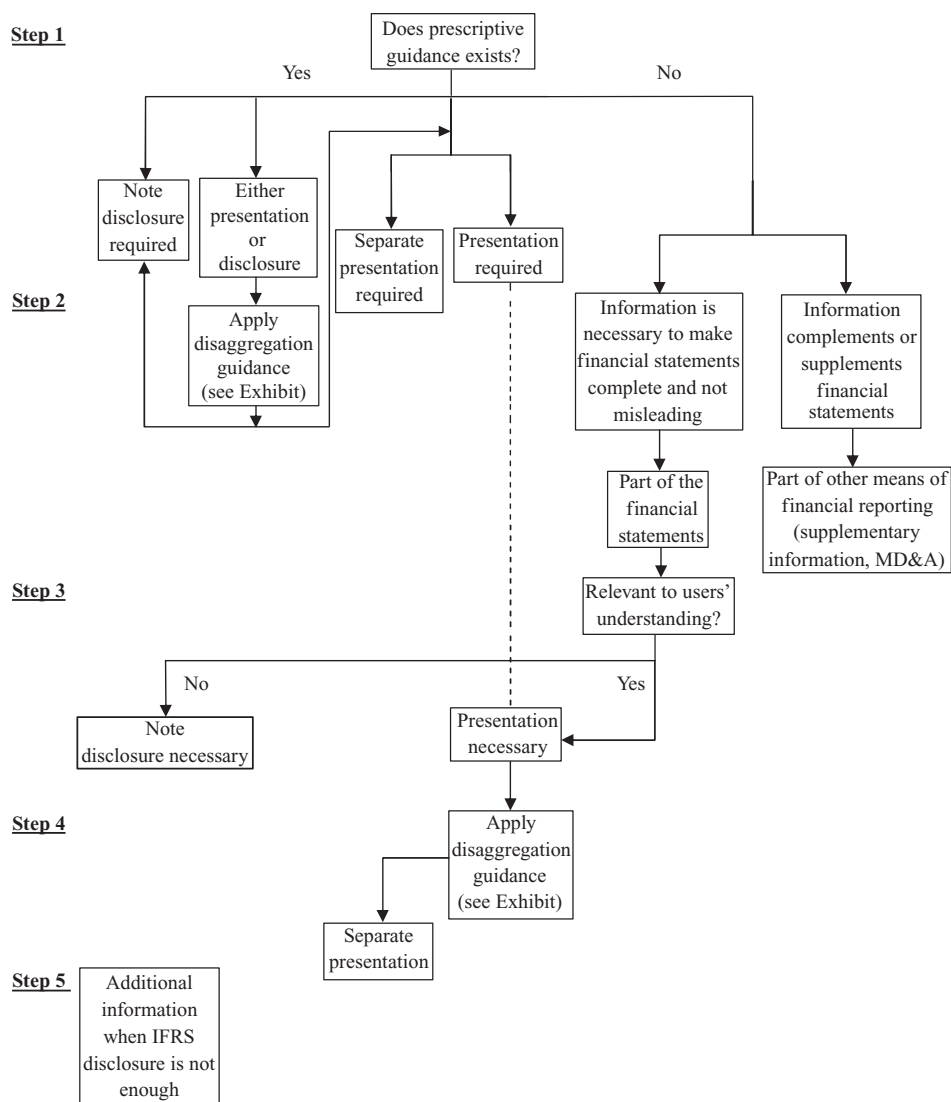 Step 1
Does prescriptive
guidance exists?
Yes
No
Note
disclosure
required
Either
presentation
or
disclosure
Separate
presentation
required
Presentation
required
Step 2
Apply
disaggregation
guidance
(see Exhibit)
Information is
necessary to make
financial statements
complete and not
misleading
Information
complements or
supplements
financial
statements
Part of the
financial
statements
Part of other means of
financial reporting
(supplementary
information, MD&A)
Step 3
Relevant to users’
understanding?
No
Yes
Note
disclosure necessary
Presentation
necessary
Step 4
Apply
disaggregation
guidance
(see Exhibit)
Separate
presentation
Step 5
Additional
information
when IFRS
disclosure is not
enough